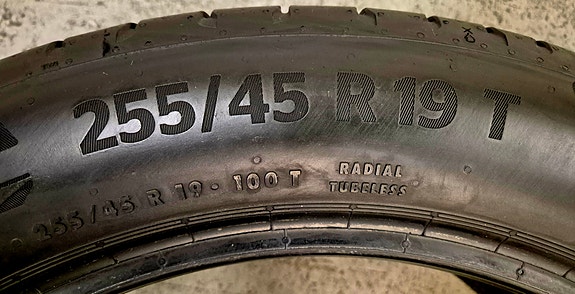 255/45 R19 T
255/45 R 19 · 100 T
RADIAL
TUBELESS